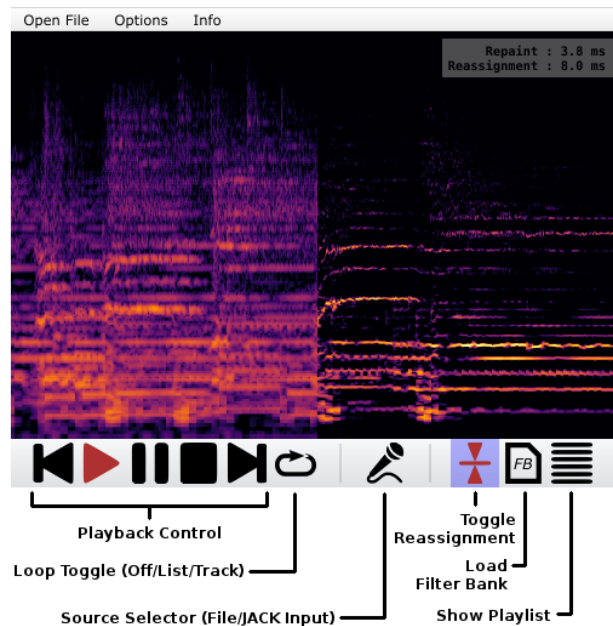 Open File Options Info
Repaint : 3.8 ms
Reassignment : 8.0 ms
FB
Playback Control
Toggle
Reassignment
Loop Toggle (Off/List/Track)
Load
Filter Bank
Source Selector (File/JACK Input)
Show Playlist